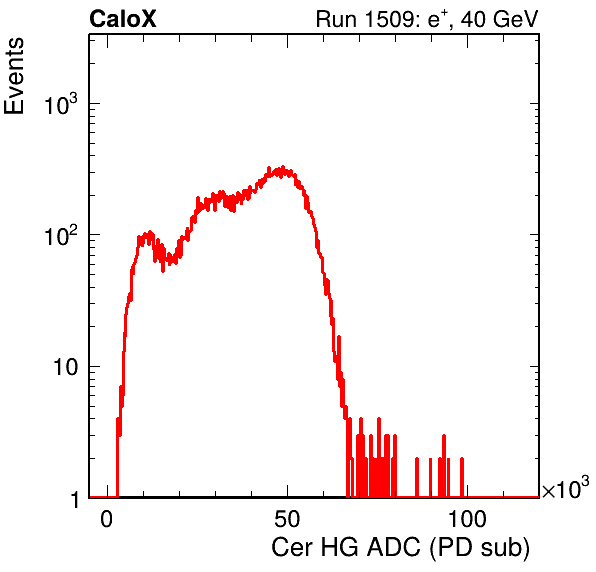 CaloX Run 1509: e⁺, 40 GeV
Events
10³
10²
10
1
0 50 100 ×10³
Cer HG ADC (PD sub)